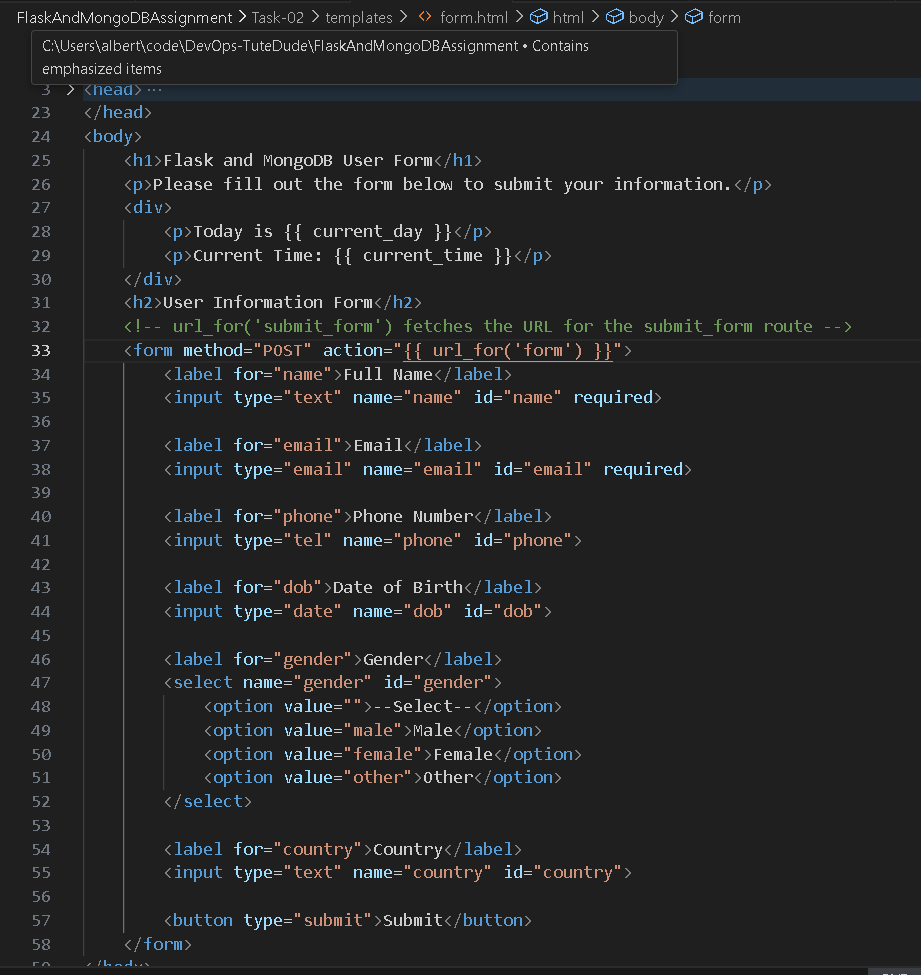 FlaskAndMongoDBAssignment > Task-02 > templates > <> form.html > html > body > form
C:\Users\albert\code\DevOps-TuteDude\FlaskAndMongoDBAssignment • Contains
emphasized items
3 > <head> ···
23 </head>
24 <body>
25 <h1>Flask and MongoDB User Form</h1>
26 <p>Please fill out the form below to submit your information.</p>
27 <div>
28 <p>Today is {{ current_day }}</p>
29 <p>Current Time: {{ current_time }}</p>
30 </div>
31 <h2>User Information Form</h2>
32 <!-- url_for('submit_form') fetches the URL for the submit_form route -->
33 <form method="POST" action="{{ url_for('form') }}">
34 <label for="name">Full Name</label>
35 <input type="text" name="name" id="name" required>
36
37 <label for="email">Email</label>
38 <input type="email" name="email" id="email" required>
39
40 <label for="phone">Phone Number</label>
41 <input type="tel" name="phone" id="phone">
42
43 <label for="dob">Date of Birth</label>
44 <input type="date" name="dob" id="dob">
45
46 <label for="gender">Gender</label>
47 <select name="gender" id="gender">
48 <option value="">--Select--</option>
49 <option value="male">Male</option>
50 <option value="female">Female</option>
51 <option value="other">Other</option>
52 </select>
53
54 <label for="country">Country</label>
55 <input type="text" name="country" id="country">
56
57 <button type="submit">Submit</button>
58 </form>
59 </body>